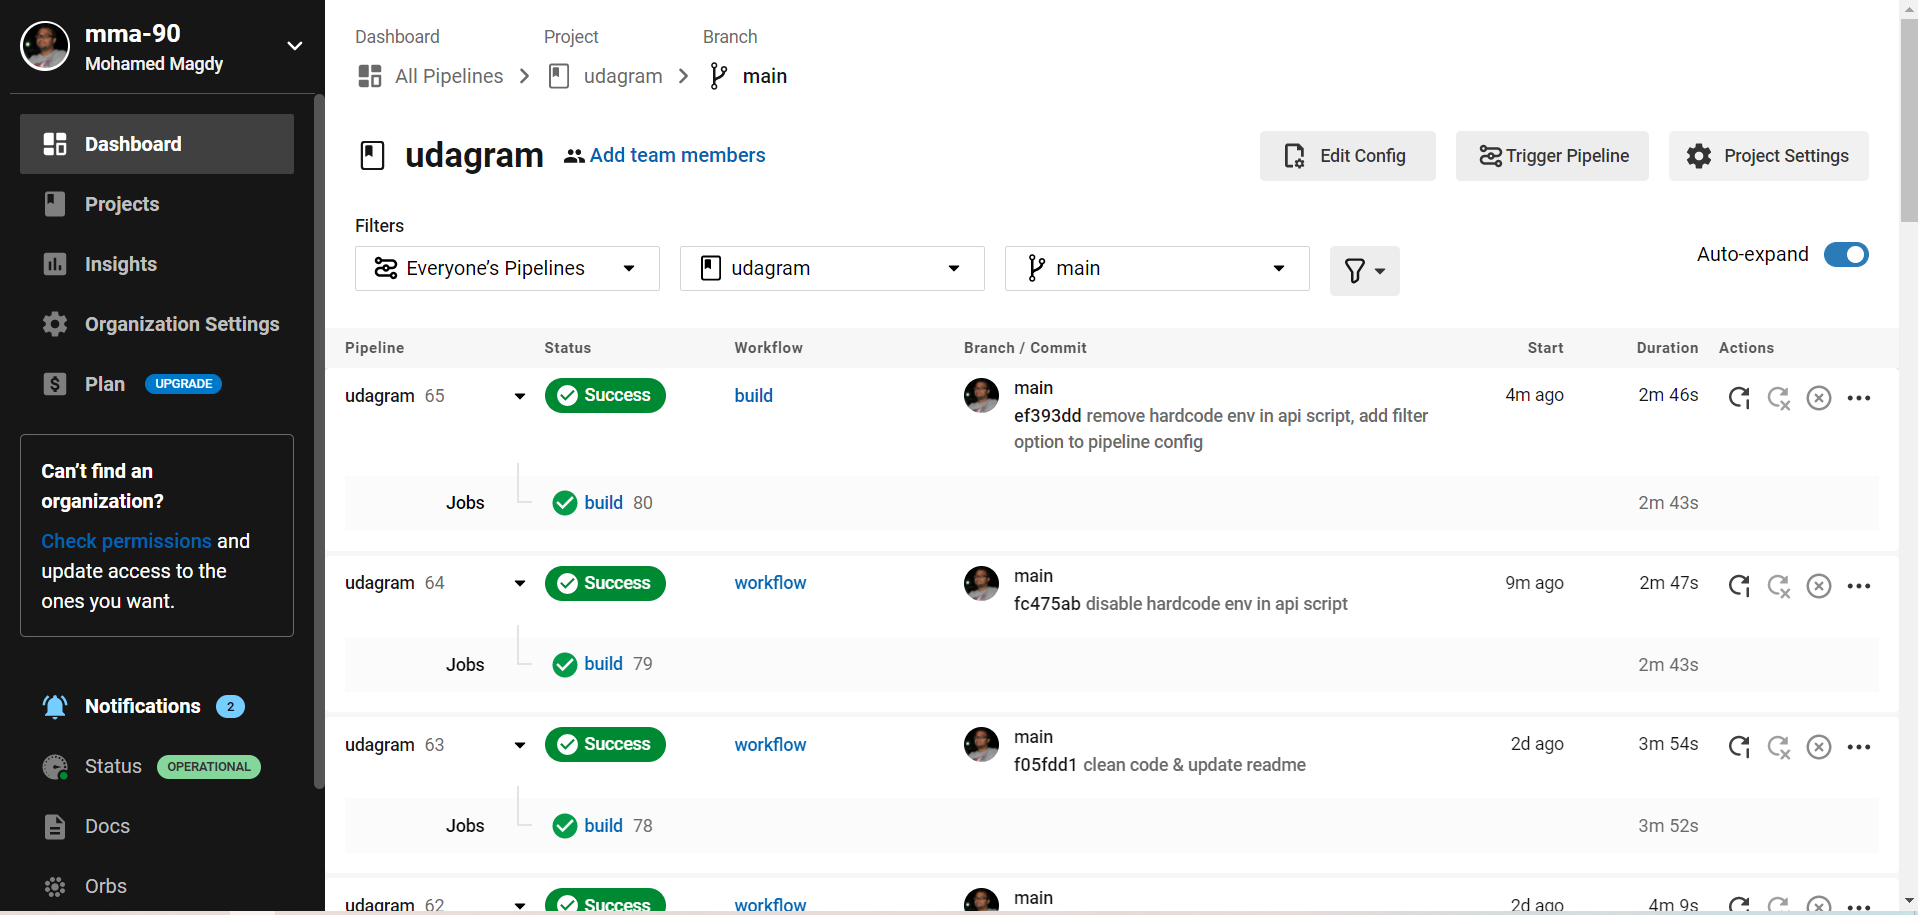 mma-90
Mohamed Magdy
Dashboard
Projects
Insights
Organization Settings
Plan UPGRADE
Can’t find an
organization?
Check permissions and
update access to the
ones you want.
Notifications 2
Status OPERATIONAL
Docs
Orbs
Dashboard Project Branch
All Pipelines udagram main
udagram Add team members
Edit Config Trigger Pipeline Project Settings
Filters
Everyone’s Pipelines udagram main
Auto-expand
Pipeline Status Workflow Branch / Commit Start Duration Actions
udagram 65 Success build main 4m ago 2m 46s
ef393dd remove hardcode env in api script, add filter
option to pipeline config
Jobs build 80 2m 43s
udagram 64 Success workflow main 9m ago 2m 47s
fc475ab disable hardcode env in api script
Jobs build 79 2m 43s
udagram 63 Success workflow main 2d ago 3m 54s
f05fdd1 clean code & update readme
Jobs build 78 3m 52s
udagram 62 Success workflow main 2d ago 4m 9s